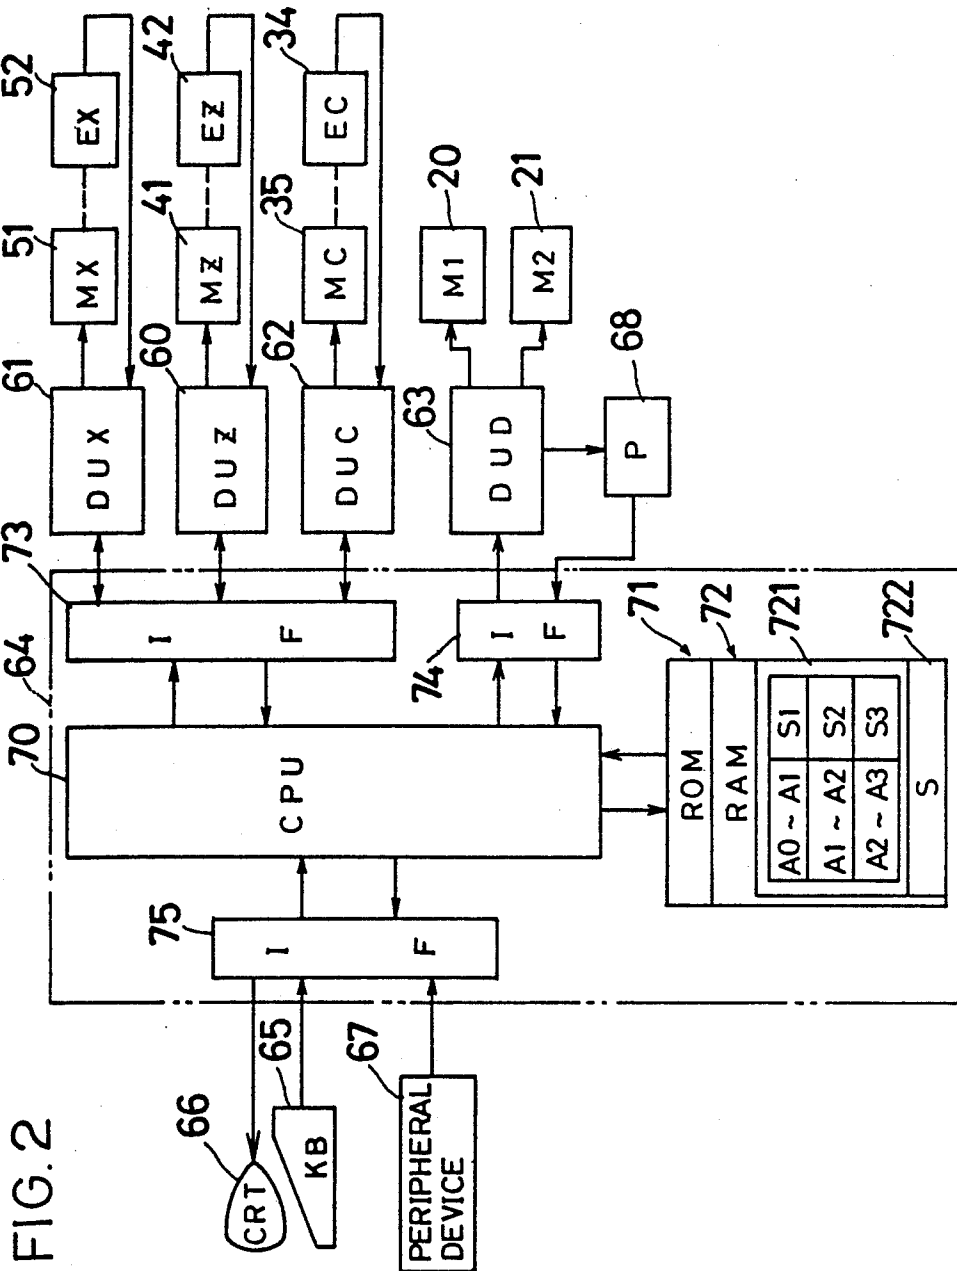 FIG. 2
66
CRT
65
KB
67
PERIPHERAL
DEVICE
64
75
I F
70
CPU
73
I F
74
I F
71
ROM
72
RAM
721
A0 ~ A1 S1
A1 ~ A2 S2
A2 ~ A3 S3
722
S
61
DUX
51
MX
52
EX
60
DUZ
41
MZ
42
EZ
62
DUC
35
MC
34
EC
63
DUD
20
M1
21
M2
68
P